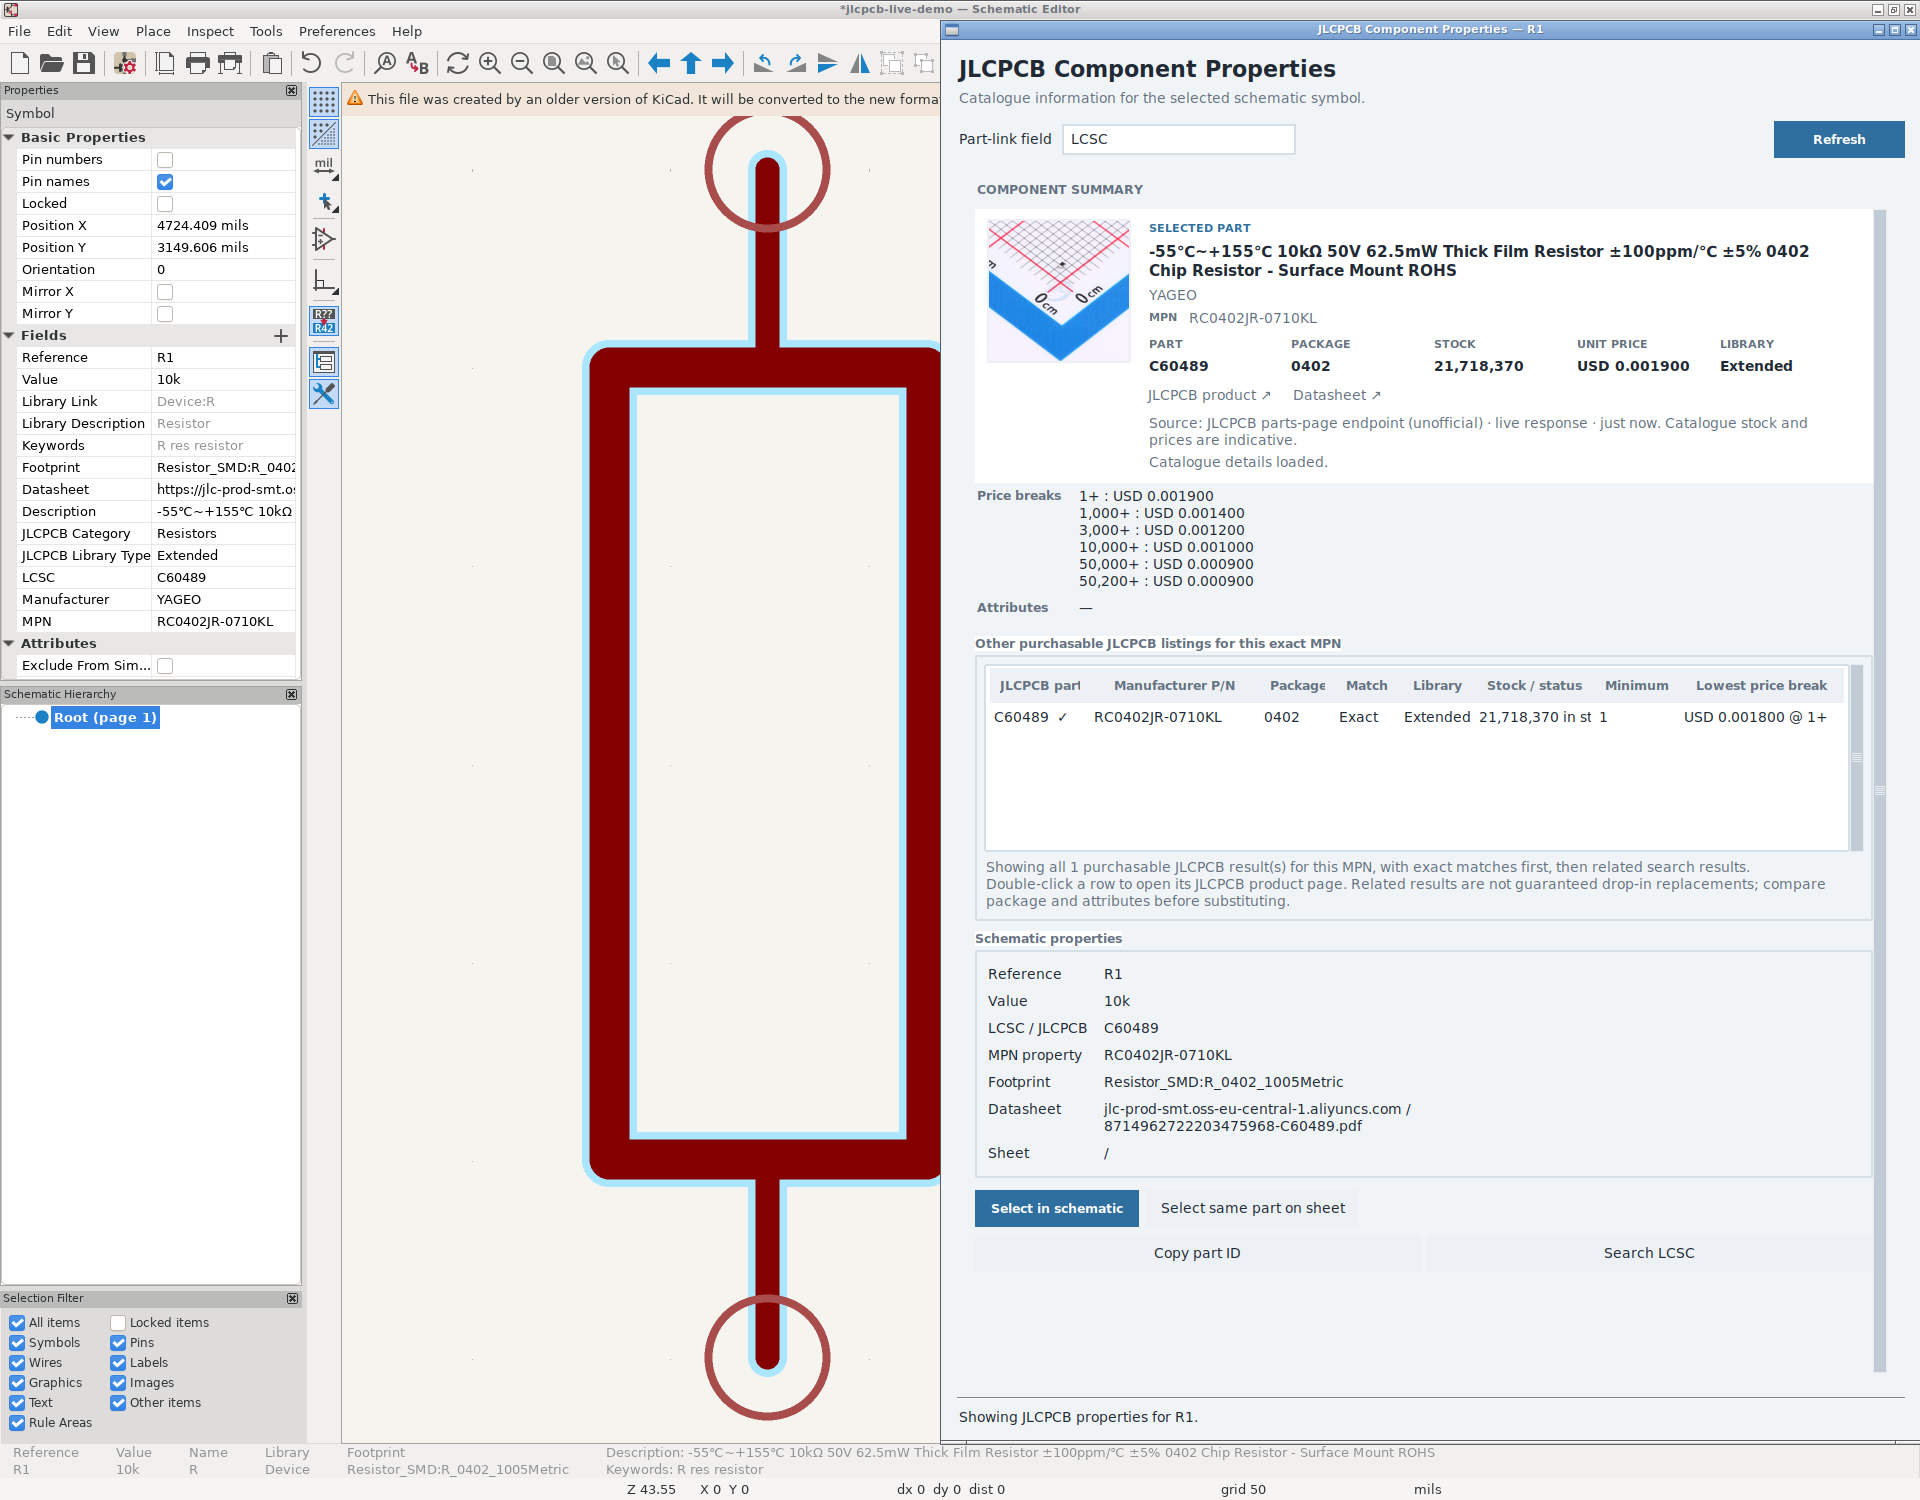 *jlcpcb-live-demo — Schematic Editor
File Edit View Place Inspect Tools Preferences Help
Properties
Symbol
Basic Properties
Pin numbers
Pin names
Locked
Position X 4724.409 mils
Position Y 3149.606 mils
Orientation 0
Mirror X
Mirror Y
Fields
Reference R1
Value 10k
Library Link Device:R
Library Description Resistor
Keywords R res resistor
Footprint Resistor_SMD:R_0402
Datasheet https://jlc-prod-smt.os
Description -55℃~+155℃ 10kΩ
JLCPCB Category Resistors
JLCPCB Library Type Extended
LCSC C60489
Manufacturer YAGEO
MPN RC0402JR-0710KL
Attributes
Exclude From Sim...
Schematic Hierarchy
Root (page 1)
Selection Filter
All items Locked items
Symbols Pins
Wires Labels
Graphics Images
Text Other items
Rule Areas
mil
R??
R42
This file was created by an older version of KiCad. It will be converted to the new forma
JLCPCB Component Properties — R1
JLCPCB Component Properties
Catalogue information for the selected schematic symbol.
Part-link field LCSC Refresh
COMPONENT SUMMARY
0 cm 0 cm
SELECTED PART
-55℃~+155℃ 10kΩ 50V 62.5mW Thick Film Resistor ±100ppm/℃ ±5% 0402
Chip Resistor - Surface Mount ROHS
YAGEO
MPN RC0402JR-0710KL
PART PACKAGE STOCK UNIT PRICE LIBRARY
C60489 0402 21,718,370 USD 0.001900 Extended
JLCPCB product ↗ Datasheet ↗
Source: JLCPCB parts-page endpoint (unofficial) · live response · just now. Catalogue stock and
prices are indicative.
Catalogue details loaded.
Price breaks 1+ : USD 0.001900
1,000+ : USD 0.001400
3,000+ : USD 0.001200
10,000+ : USD 0.001000
50,000+ : USD 0.000900
50,200+ : USD 0.000900
Attributes —
Other purchasable JLCPCB listings for this exact MPN
JLCPCB part Manufacturer P/N Package Match Library Stock / status Minimum Lowest price break
C60489 ✓ RC0402JR-0710KL 0402 Exact Extended 21,718,370 in st 1 USD 0.001800 @ 1+
Showing all 1 purchasable JLCPCB result(s) for this MPN, with exact matches first, then related search results.
Double-click a row to open its JLCPCB product page. Related results are not guaranteed drop-in replacements; compare
package and attributes before substituting.
Schematic properties
Reference R1
Value 10k
LCSC / JLCPCB C60489
MPN property RC0402JR-0710KL
Footprint Resistor_SMD:R_0402_1005Metric
Datasheet jlc-prod-smt.oss-eu-central-1.aliyuncs.com /
8714962722203475968-C60489.pdf
Sheet /
Select in schematic Select same part on sheet
Copy part ID Search LCSC
Showing JLCPCB properties for R1.
Reference Value Name Library Footprint Description: -55℃~+155℃ 10kΩ 50V 62.5mW Thick Film Resistor ±100ppm/℃ ±5% 0402 Chip Resistor - Surface Mount ROHS
R1 10k R Device Resistor_SMD:R_0402_1005Metric Keywords: R res resistor
Z 43.55 X 0 Y 0 dx 0 dy 0 dist 0 grid 50 mils